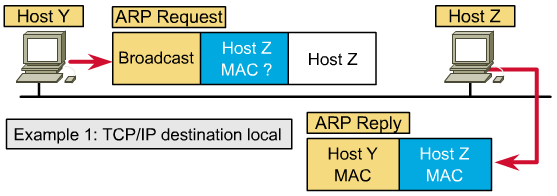 Host Y
ARP Request
Host Z
Broadcast
Host Z
MAC ?
Host Z
Example 1: TCP/IP destination local
ARP Reply
Host Y
MAC
Host Z
MAC